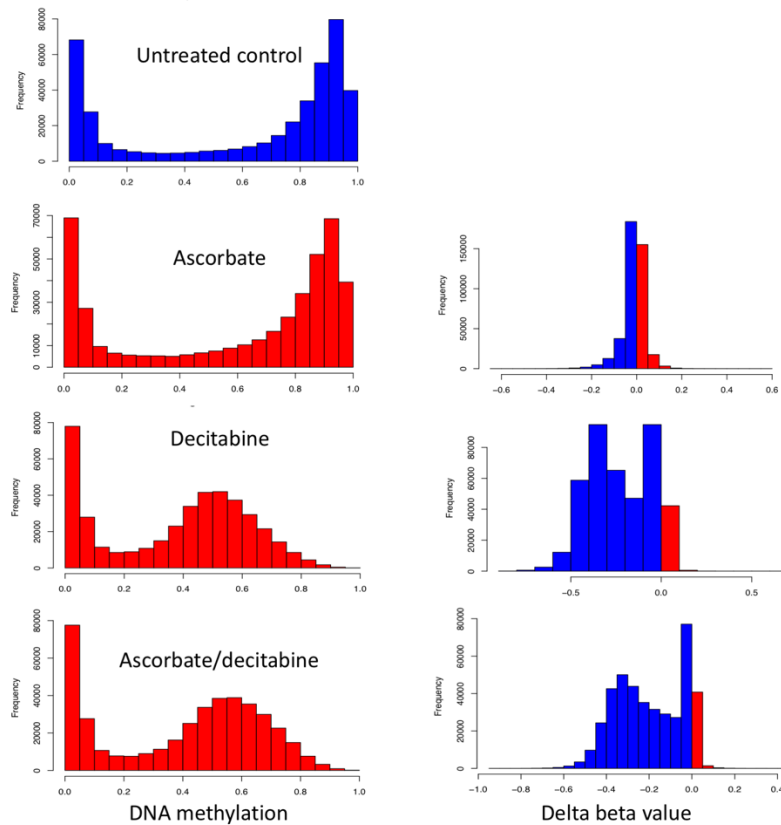 Untreated control
Frequency
0 20000 40000 60000 80000
0.0 0.2 0.4 0.6 0.8 1.0
Ascorbate
Frequency
0 10000 30000 50000 70000
0.0 0.2 0.4 0.6 0.8 1.0
Frequency
0 50000 100000 150000
−0.6 −0.4 −0.2 0.0 0.2 0.4 0.6
Decitabine
Frequency
0 20000 40000 60000 80000
0.0 0.2 0.4 0.6 0.8 1.0
Frequency
0 20000 40000 60000 80000
−0.5 0.0 0.5
Ascorbate/decitabine
Frequency
0 20000 40000 60000 80000
0.0 0.2 0.4 0.6 0.8 1.0
DNA methylation
Frequency
0 20000 40000 60000 80000
−1.0 −0.8 −0.6 −0.4 −0.2 0.0 0.2 0.4
Delta beta value